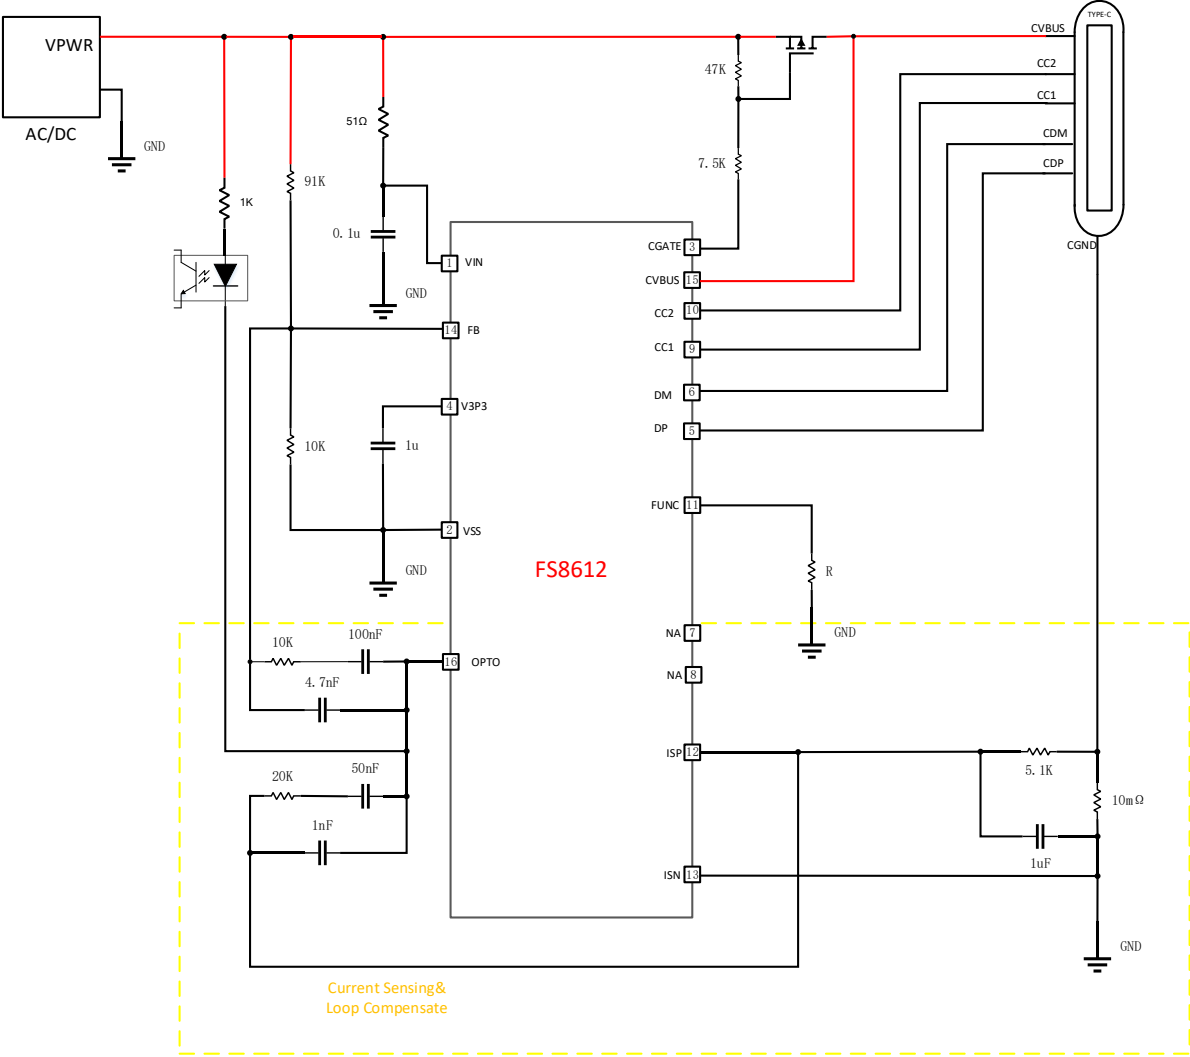 TYPE-C
CVBUS
VPWR
CC2
47K
CC1
51Ω
AC/DC
GND
CDM
7.5K
CDP
91K
1K
0.1u
CGATE
3
CGND
1
VIN
CVBUS
15
GND
CC2
10
14
FB
CC1
9
DM
6
4
V3P3
DP
5
10K
1u
FUNC
11
2
VSS
GND
FS8612
R
10K
100nF
NA
7
GND
16
OPTO
4.7nF
NA
8
ISP
12
50nF
20K
5.1K
10mΩ
1nF
1uF
ISN
13
GND
Current Sensing&
Loop Compensate